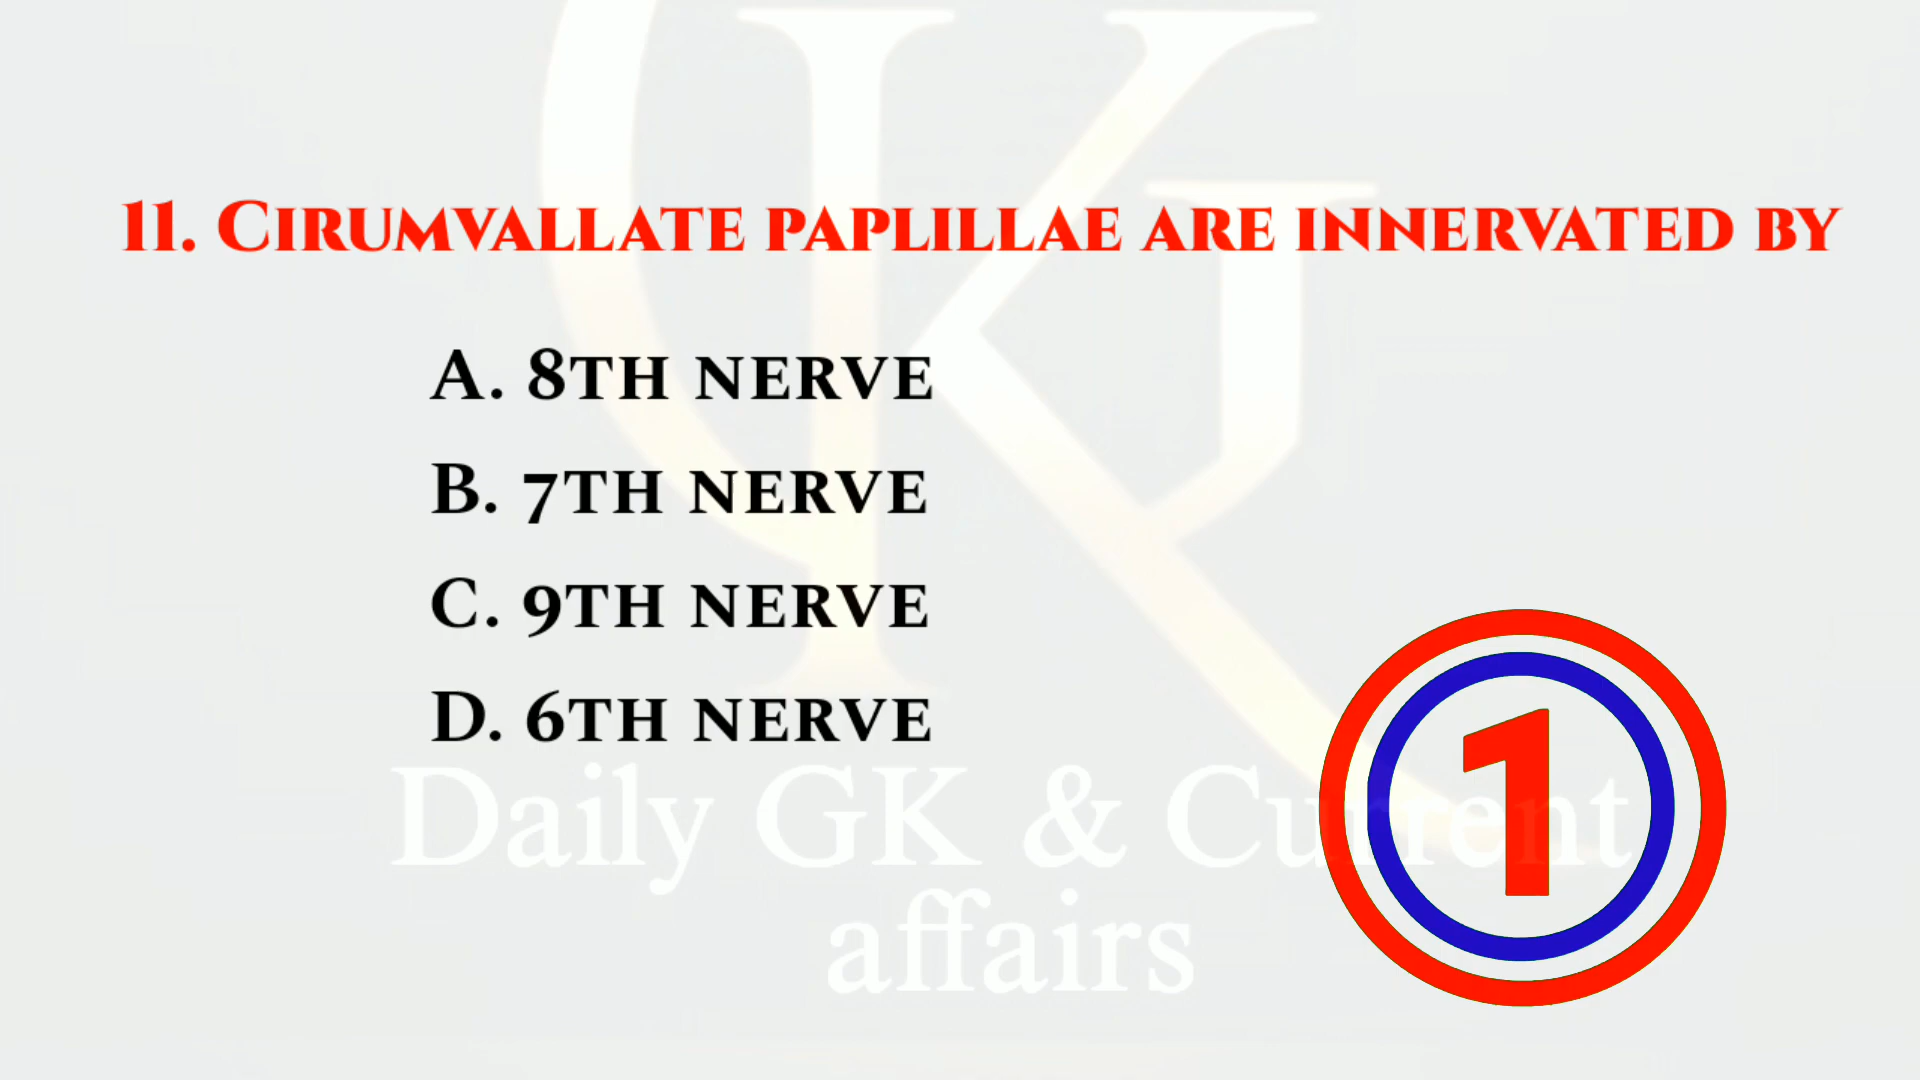 11. Cirumvallate paplillae are innervated by
A. 8th nerve
B. 7th nerve
C. 9th nerve
D. 6th nerve
1
Daily GK & Current
affairs